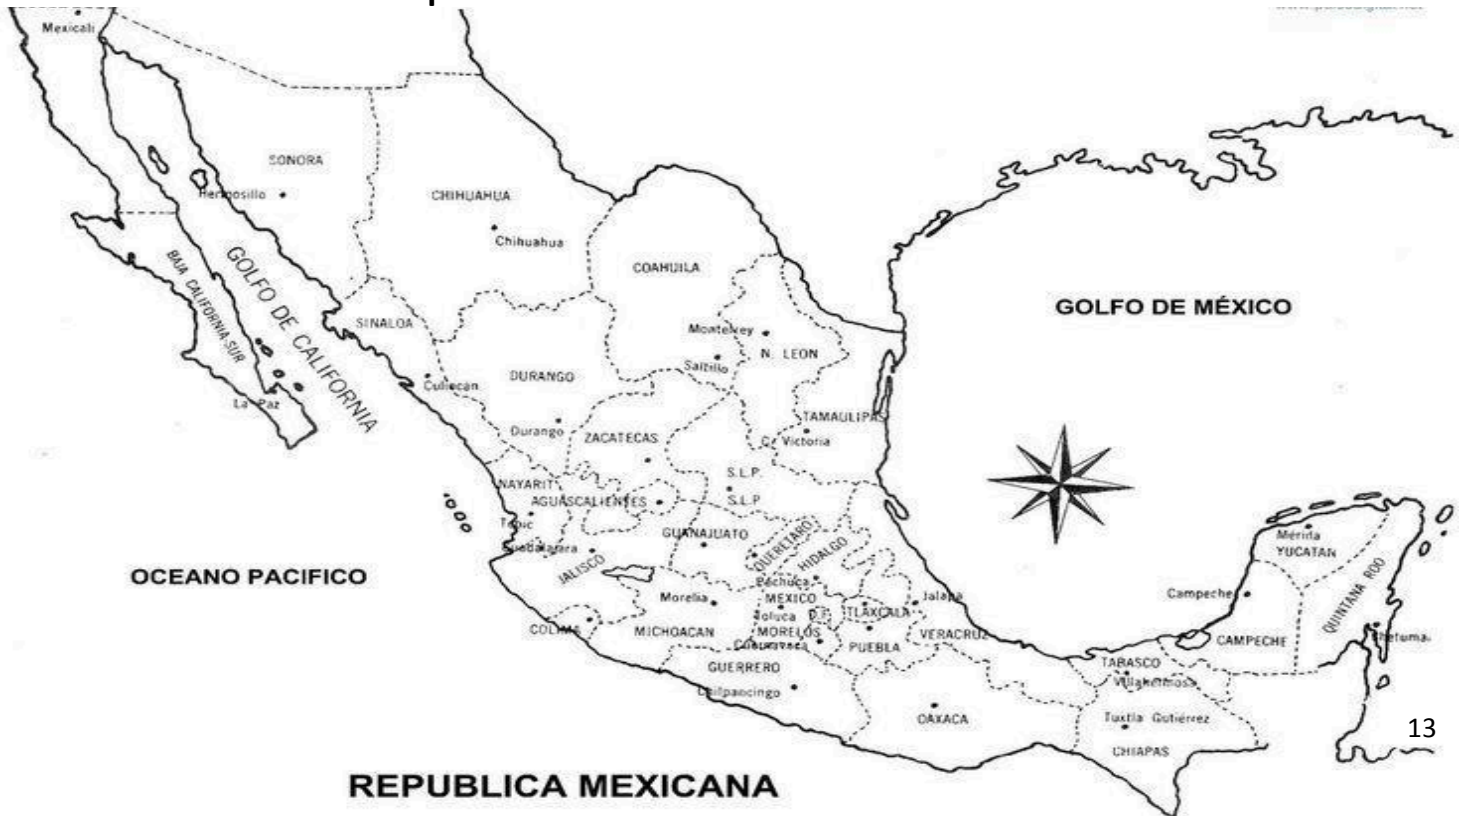 Mexicali
SONORA
Hermosillo
CHIHUAHUA
Chihuahua
COAHUILA
BAJA CALIFORNIA SUR
GOLFO DE CALIFORNIA
GOLFO DE MÉXICO
SINALOA
Monterrey
N. LEON
Saltillo
DURANGO
Culiacán
La Paz
TAMAULIPAS
Durango
ZACATECAS
C. Victoria
S.L.P.
S.L.P
NAYARIT
AGUASCALIENTES
Tepic
GUANAJUATO
QUERETARO
HIDALGO
Guadalajara
JALISCO
Mérida
YUCATAN
QUINTANA ROO
OCEANO PACIFICO
Pachuca
Campeche
Morelia
MEXICO
Jalapa
Toluca
D.F.
TLAXCALA
COLIMA
MICHOACAN
MORELOS
VERACRUZ
Cuernavaca
PUEBLA
CAMPECHE
Chetuma.
GUERRERO
TABASCO
Villahermosa
Chilpancingo
OAXACA
Tuxtla Gutiérrez
CHIAPAS
13
REPUBLICA MEXICANA